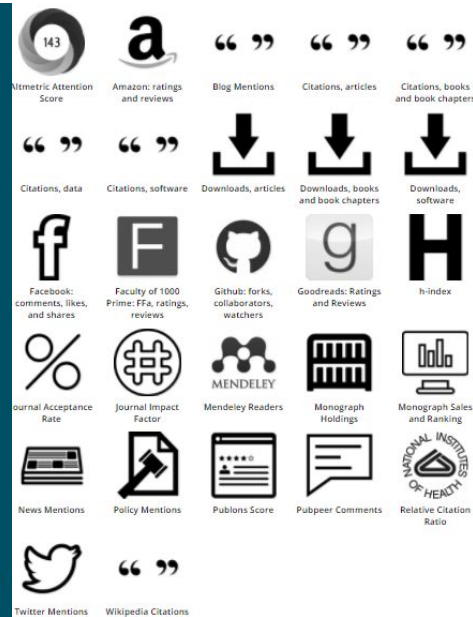 143
a
Altmetric Attention
Score
Amazon: ratings
and reviews
Blog Mentions
Citations, articles
Citations, books
and book chapters
Citations, data
Citations, software
Downloads, articles
Downloads, books
and book chapters
Downloads,
software
f
F
g
H
Facebook:
comments, likes,
and shares
Faculty of 1000
Prime: FFa, ratings,
reviews
Github: forks,
collaborators,
watchers
Goodreads: Ratings
and Reviews
h-index
%
#
MENDELEY
Journal Acceptance
Rate
Journal Impact
Factor
Mendeley Readers
Monograph
Holdings
Monograph Sales
and Ranking
NATIONAL INSTITUTES
OF HEALTH
News Mentions
Policy Mentions
Publons Score
Pubpeer Comments
Relative Citation
Ratio
Twitter Mentions
Wikipedia Citations